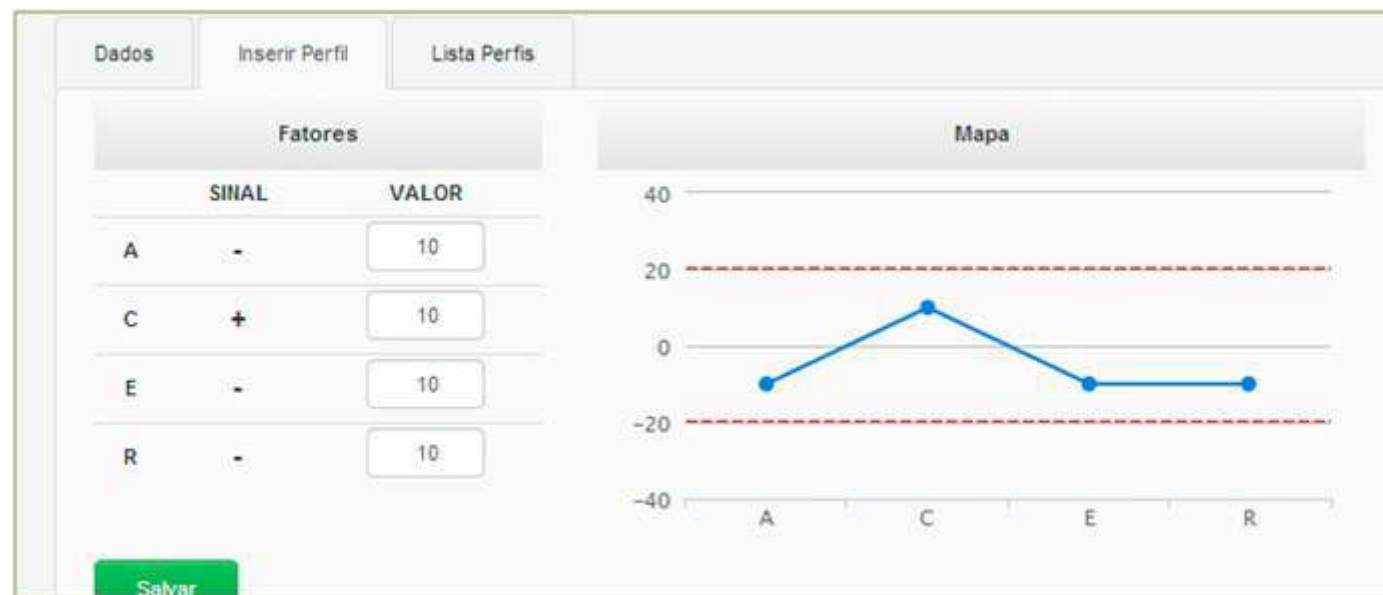 Dados Inserir Perfil Lista Perfis
Fatores
SINAL VALOR
A - 10
C + 10
E - 10
R - 10
Salvar
Mapa
40
20
0
-20
-40
A C E R